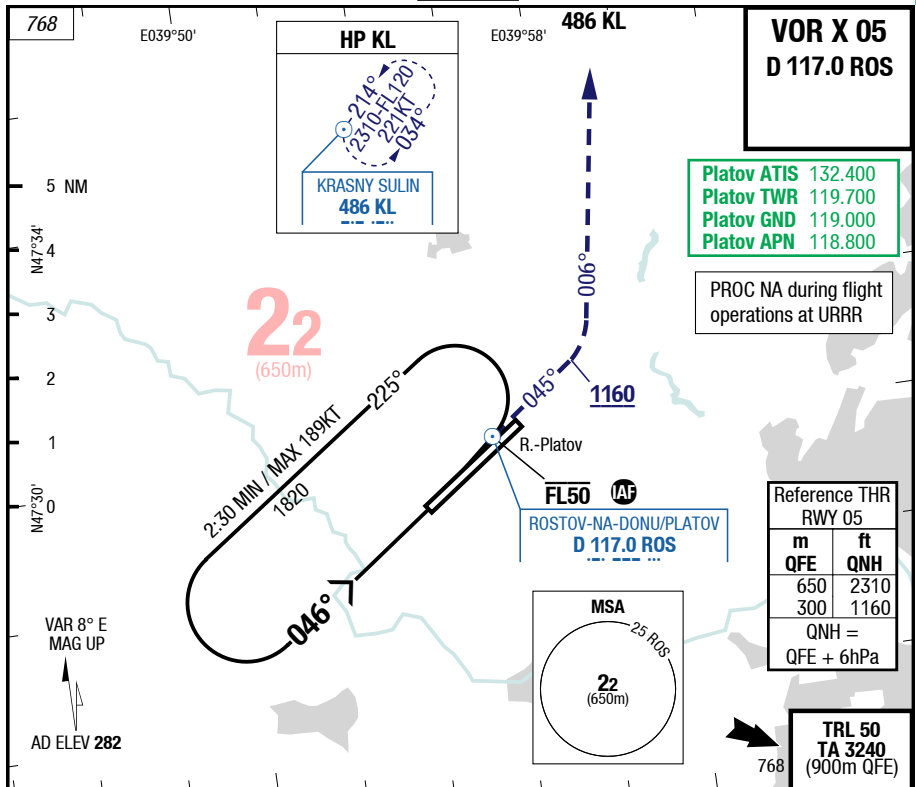 768
E039°50'
E039°58'
486 KL
VOR X 05
D 117.0 ROS
HP KL
214°
2310-FL120
221KT
034°
KRASNY SULIN
486 KL
Platov ATIS 132.400
Platov TWR 119.700
Platov GND 119.000
Platov APN 118.800
PROC NA during flight
operations at URRR
5 NM
N47°34'
4
3
2
1
N47°30'
0
22
(650m)
006°
045°
1160
225°
2:30 MIN / MAX 189KT
1820
046°
R.-Platov
FL50 IAF
ROSTOV-NA-DONU/PLATOV
D 117.0 ROS
Reference THR
RWY 05
m ft
QFE QNH
650 2310
300 1160
QNH =
QFE + 6hPa
MSA
25 ROS
22
(650m)
VAR 8° E
MAG UP
AD ELEV 282
768
TRL 50
TA 3240
(900m QFE)